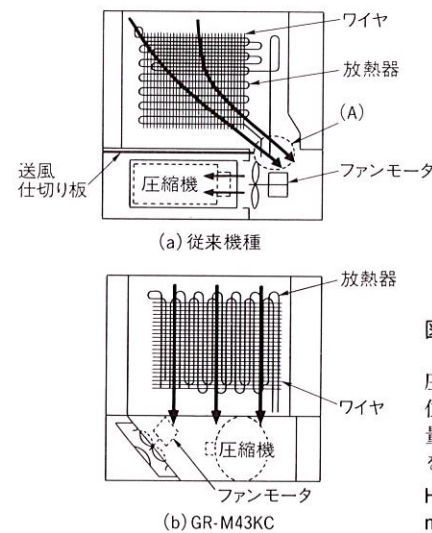 ワイヤ
放熱器
(A)
送風
仕切り板
圧縮機
ファンモータ
(a) 従来機種
放熱器
ワイヤ
圧縮機
ファンモータ
(b) GR-M43KC